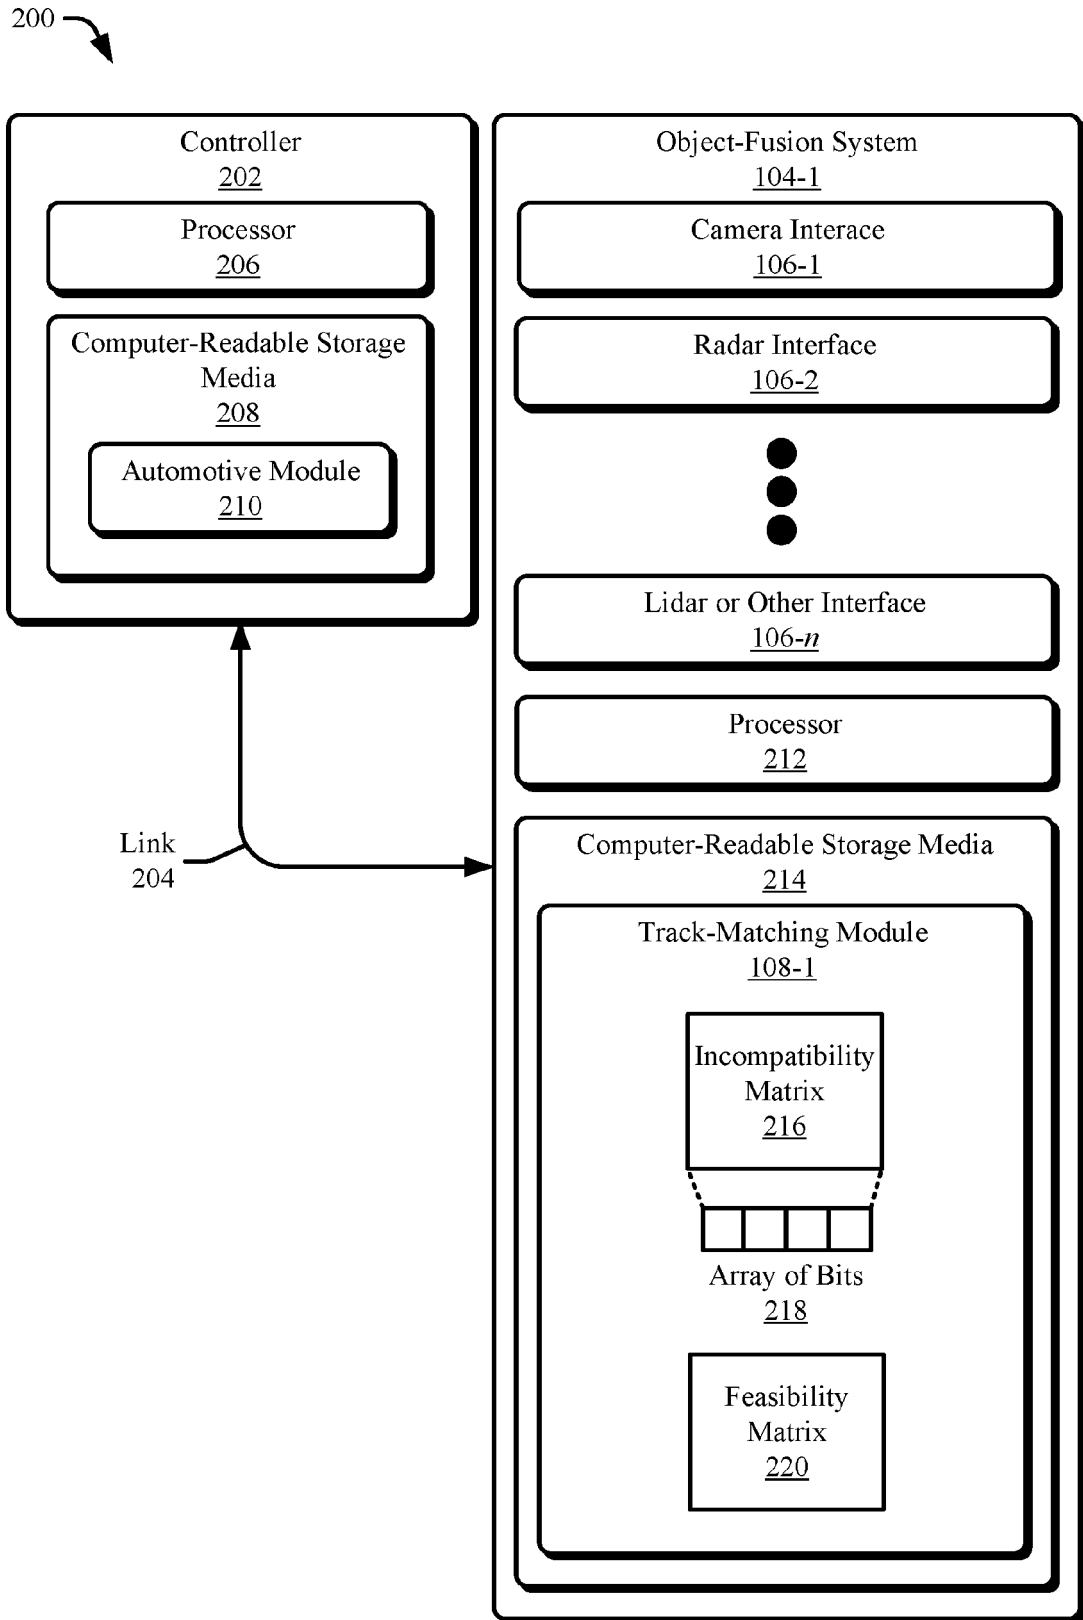 200
Controller
202
Processor
206
Computer-Readable Storage
Media
208
Automotive Module
210
Link
204
Object-Fusion System
104-1
Camera Interace
106-1
Radar Interface
106-2
Lidar or Other Interface
106-n
Processor
212
Computer-Readable Storage Media
214
Track-Matching Module
108-1
Incompatibility
Matrix
216
Array of Bits
218
Feasibility
Matrix
220